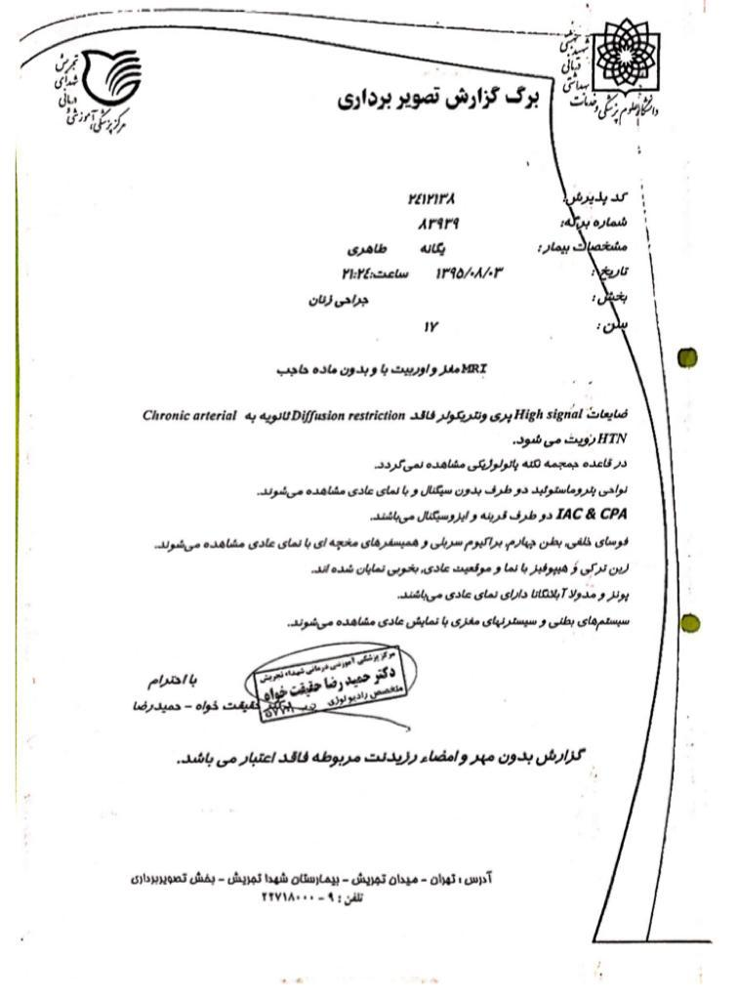 تجریش
شهدای
درمانی
مرکز پزشکی، آموزشی و
شهید بهشتی
درمانی
بهداشتی
دانشگاه علوم پزشکی و خدمات
برگ گزارش تصویر برداری
کد پذیرش: ۲۴۱۲۱۳۸
شماره برگه: ۸۳۹۳۹
مشخصات بیمار: یگانه طاهری
تاریخ: ۱۳۹۵/۰۸/۰۳ ساعت: ۲۱:۲۴
بخش: جراحی زنان
سن: ۱۷
MRI مغز و اوربیت با و بدون ماده حاجب
ضایعات High signal پری ونتریکولر فاقد Diffusion restriction ثانویه به Chronic arterial
HTN رویت می شود.
در قاعده جمجمه نکته پاتولوژیکی مشاهده نمی‌گردد.
نواحی پتروماستوئید دو طرف بدون سیگنال و با نمای عادی مشاهده می‌شوند.
IAC & CPA دو طرف قرینه و ایزوسیگنال می‌باشند.
فوسای خلفی، بطن چهارم، براکیوم سربلی و همیسفرهای مخچه ای با نمای عادی مشاهده می‌شوند.
زین ترکی و هیپوفیز با نما و موقعیت عادی، بخوبی نمایان شده اند.
پونز و مدولا آبلانگاتا دارای نمای عادی می‌باشند.
سیستم‌های بطنی و سیسترنهای مغزی با نمایش عادی مشاهده می‌شوند.
با احترام
دکتر حقیقت خواه - حمیدرضا
مرکز پزشکی آموزشی درمانی شهداء تجریش
دکتر حمید رضا حقیقت خواه
متخصص رادیولوژی
گزارش بدون مهر و امضاء رزیدنت مربوطه فاقد اعتبار می باشد.
آدرس : تهران - میدان تجریش - بیمارستان شهدا تجریش - بخش تصویربرداری
تلفن : ۹ - ۲۲۷۱۸۰۰۰